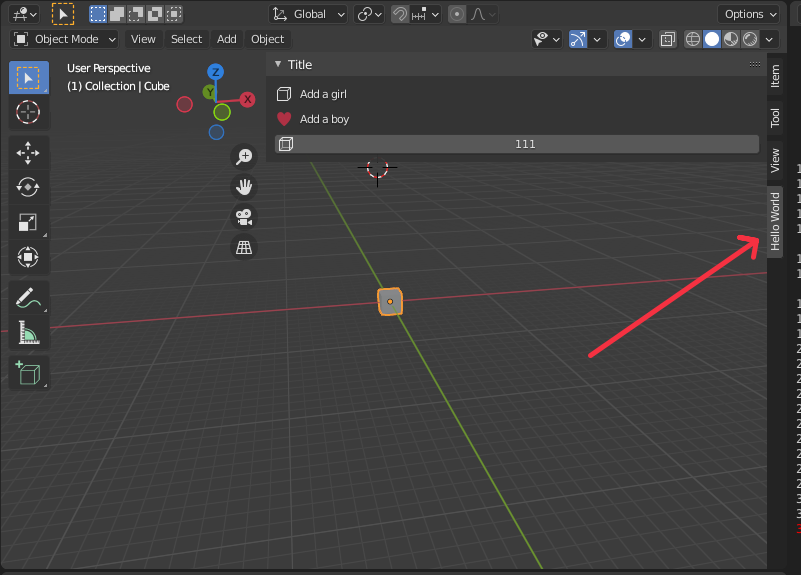 Global
Options
Object Mode
View
Select
Add
Object
User Perspective
(1) Collection | Cube
Z
Y
X
Title
Add a girl
Add a boy
111
Item
Tool
View
Hello World